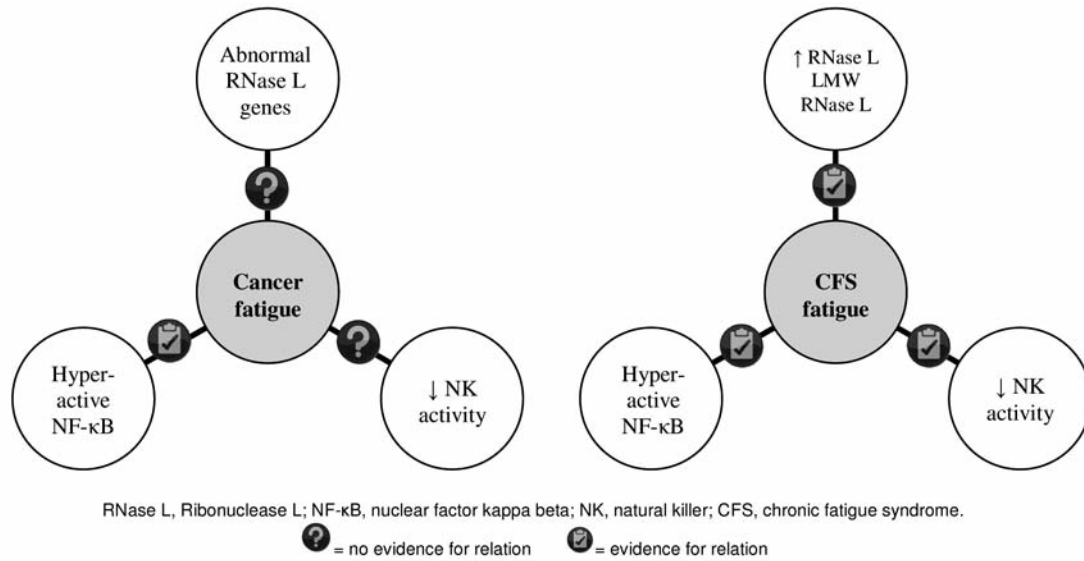 Abnormal
RNase L
genes
Cancer
fatigue
Hyper-
active
NF-κB
↓ NK
activity
↑ RNase L
LMW
RNase L
CFS
fatigue
Hyper-
active
NF-κB
↓ NK
activity
RNase L, Ribonuclease L; NF-κB, nuclear factor kappa beta; NK, natural killer; CFS, chronic fatigue syndrome.
? = no evidence for relation = evidence for relation